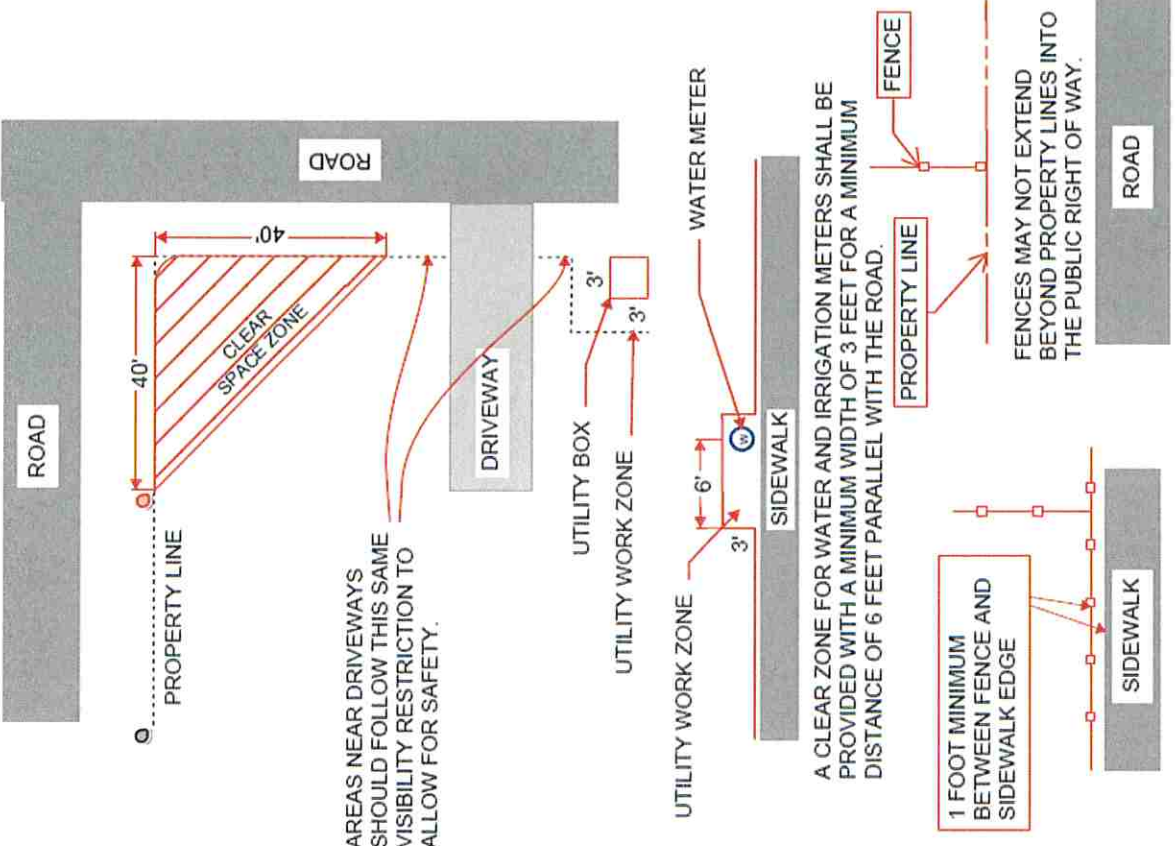 ROAD
ROAD
40'
40'
CLEAR
SPACE ZONE
PROPERTY LINE
AREAS NEAR DRIVEWAYS
SHOULD FOLLOW THIS SAME
VISIBILITY RESTRICTION TO
ALLOW FOR SAFETY.
DRIVEWAY
3'
3'
UTILITY BOX
UTILITY WORK ZONE
WATER METER
UTILITY WORK ZONE
6'
3'
W
SIDEWALK
A CLEAR ZONE FOR WATER AND IRRIGATION METERS SHALL BE
PROVIDED WITH A MINIMUM WIDTH OF 3 FEET FOR A MINIMUM
DISTANCE OF 6 FEET PARALLEL WITH THE ROAD.
FENCE
PROPERTY LINE
FENCES MAY NOT EXTEND
BEYOND PROPERTY LINES INTO
THE PUBLIC RIGHT OF WAY.
ROAD
1 FOOT MINIMUM
BETWEEN FENCE AND
SIDEWALK EDGE
SIDEWALK